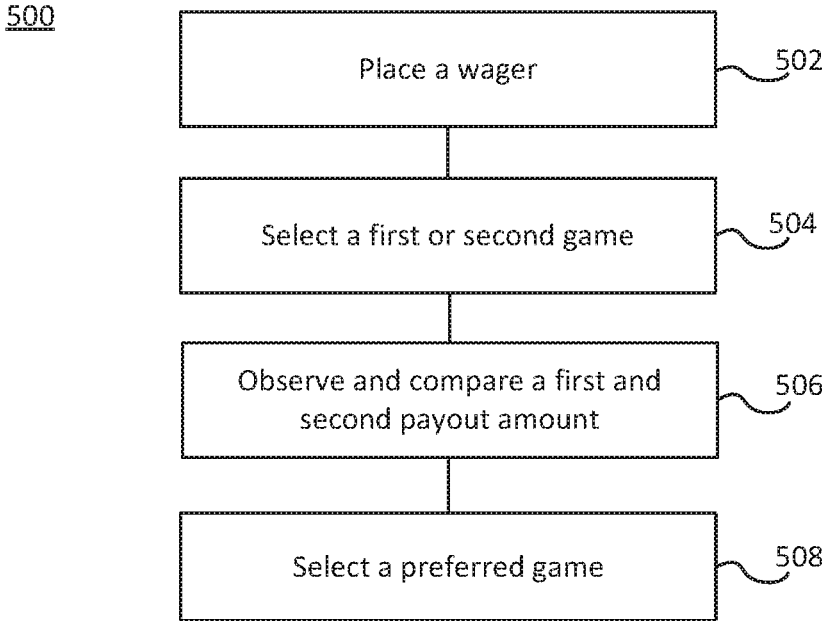 500
Place a wager
502
Select a first or second game
504
Observe and compare a first and
second payout amount
506
Select a preferred game
508